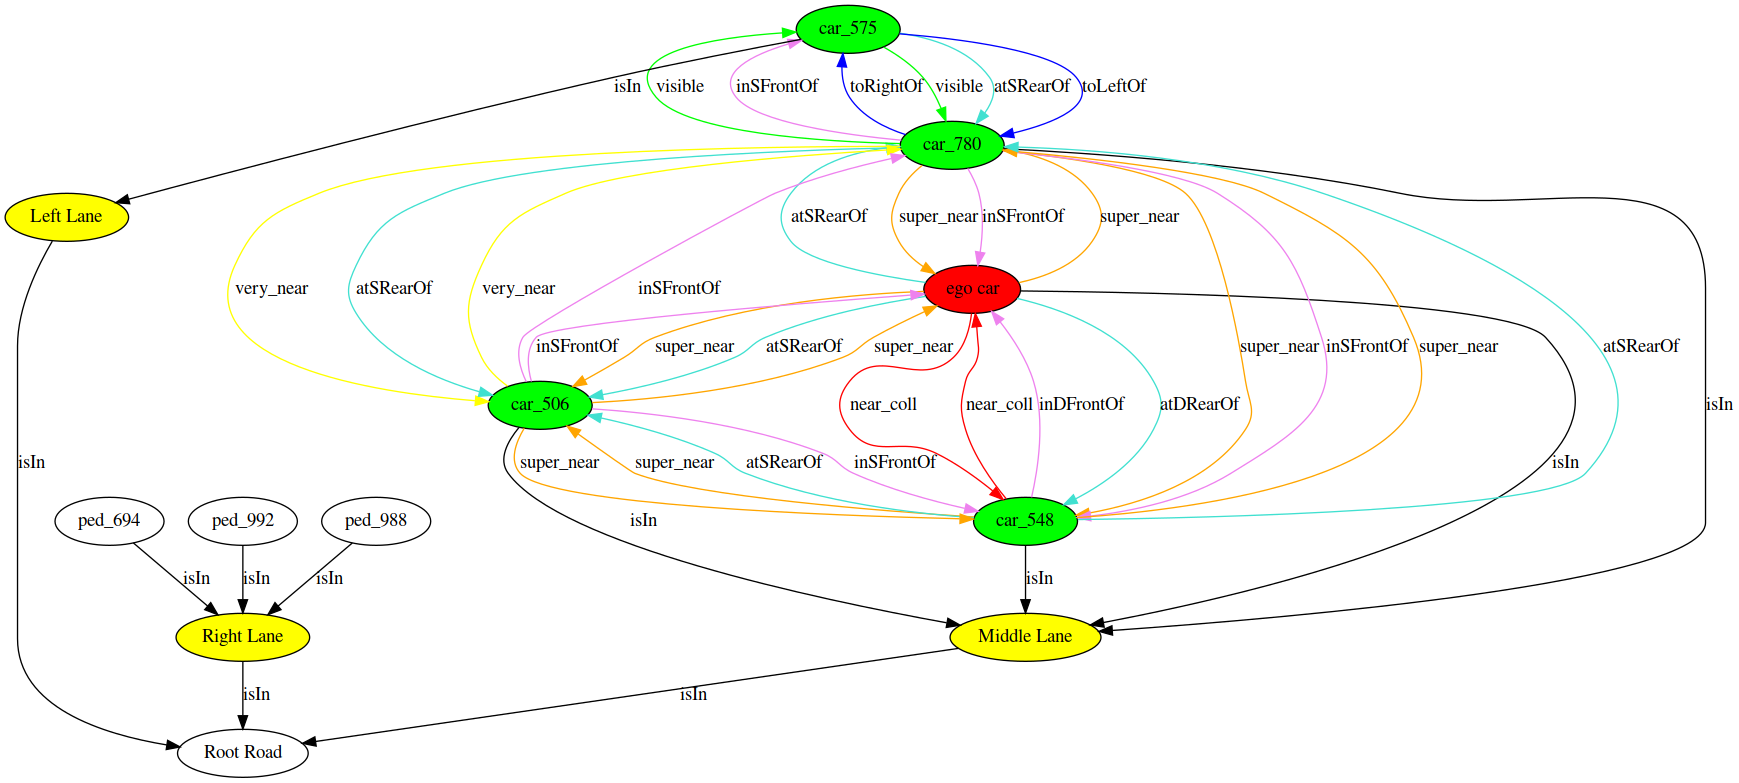 car_575
isIn
visible
inSFrontOf
toRightOf
visible
atSRearOf
toLeftOf
car_780
Left Lane
atSRearOf
super_near
inSFrontOf
super_near
very_near
atSRearOf
very_near
inSFrontOf
ego car
inSFrontOf
super_near
atSRearOf
super_near
super_near
inSFrontOf
super_near
atSRearOf
car_506
near_coll
near_coll
inDFrontOf
atDRearOf
isIn
isIn
super_near
super_near
atSRearOf
inSFrontOf
isIn
ped_694
ped_992
ped_988
isIn
car_548
isIn
isIn
isIn
isIn
Right Lane
Middle Lane
isIn
isIn
Root Road